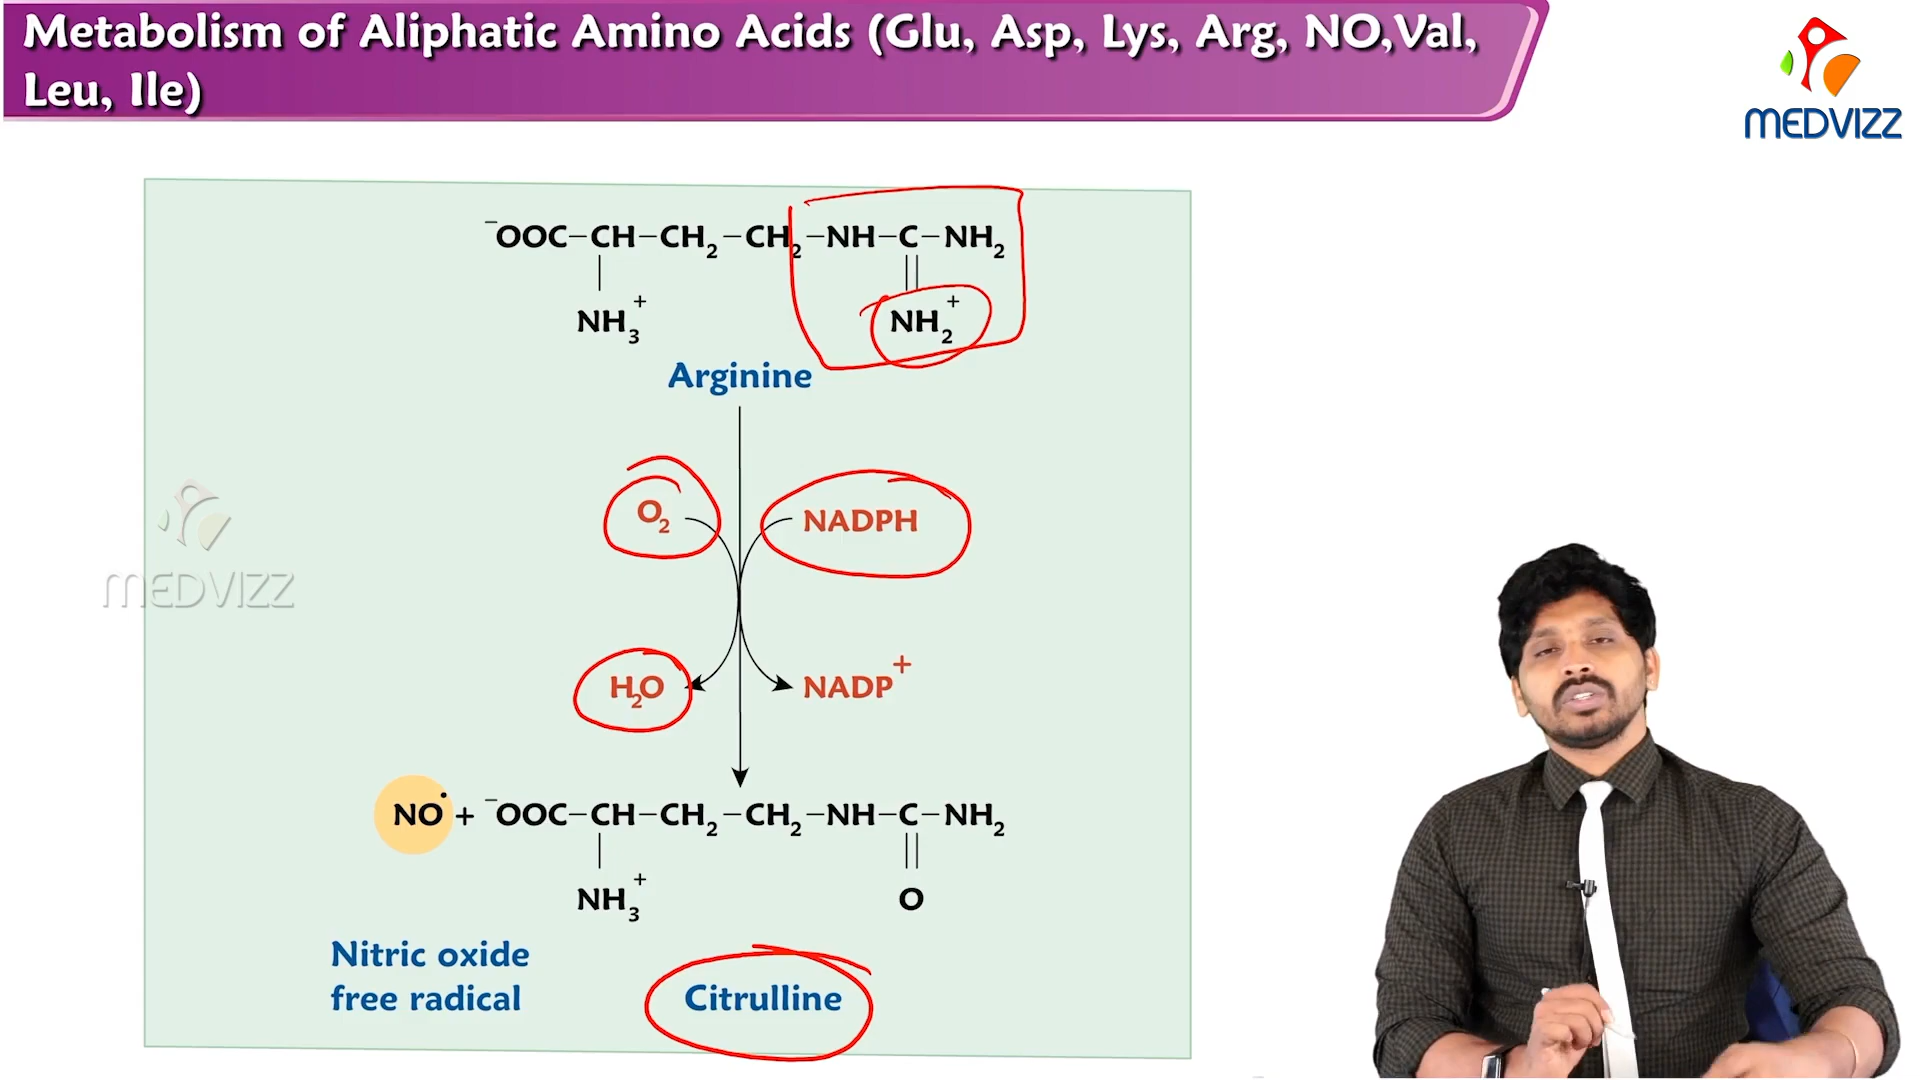 Metabolism of Aliphatic Amino Acids (Glu, Asp, Lys, Arg, NO,Val,
Leu, Ile)
MEDVIZZ
⁻OOC–CH–CH₂–CH₂–NH–C–NH₂
NH₃⁺ NH₂⁺
Arginine
O₂ NADPH
MEDVIZZ
H₂O NADP⁺
NO• + ⁻OOC–CH–CH₂–CH₂–NH–C–NH₂
NH₃⁺ O
Nitric oxide
free radical Citrulline